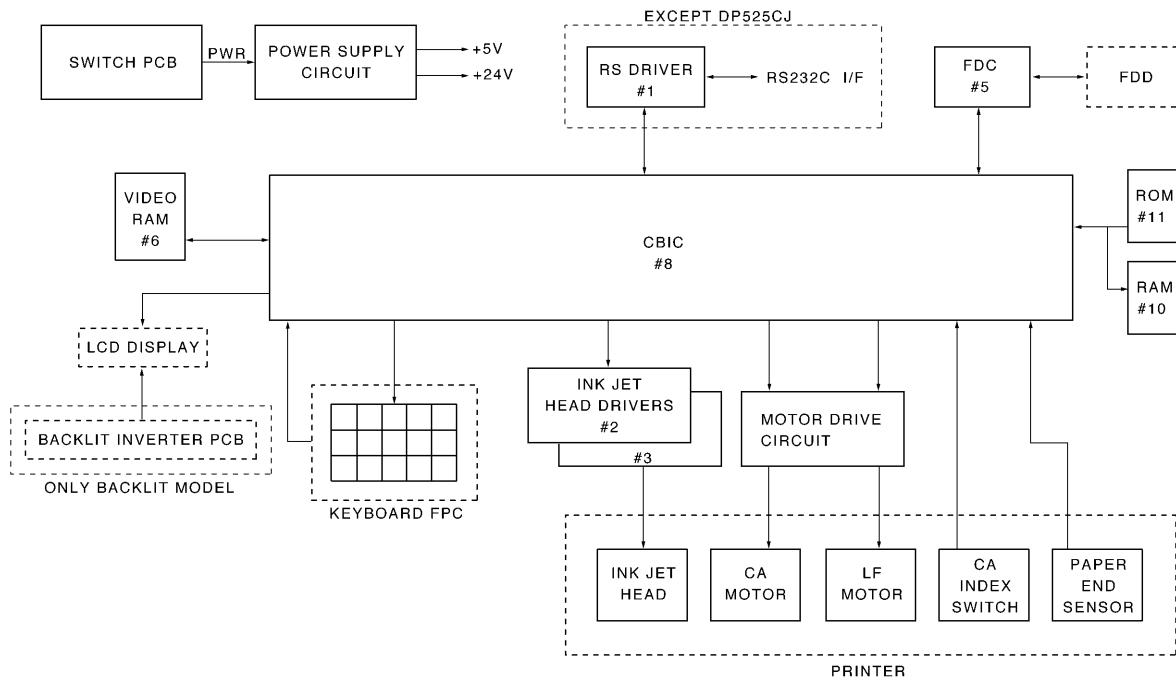 EXCEPT DP525CJ
SWITCH PCB
PWR
POWER SUPPLY
CIRCUIT
+5V
+24V
RS DRIVER
#1
RS232C I/F
FDC
#5
FDD
VIDEO
RAM
#6
CBIC
#8
ROM
#11
RAM
#10
LCD DISPLAY
BACKLIT INVERTER PCB
ONLY BACKLIT MODEL
KEYBOARD FPC
INK JET
HEAD DRIVERS
#2
#3
MOTOR DRIVE
CIRCUIT
INK JET
HEAD
CA
MOTOR
LF
MOTOR
CA
INDEX
SWITCH
PAPER
END
SENSOR
PRINTER